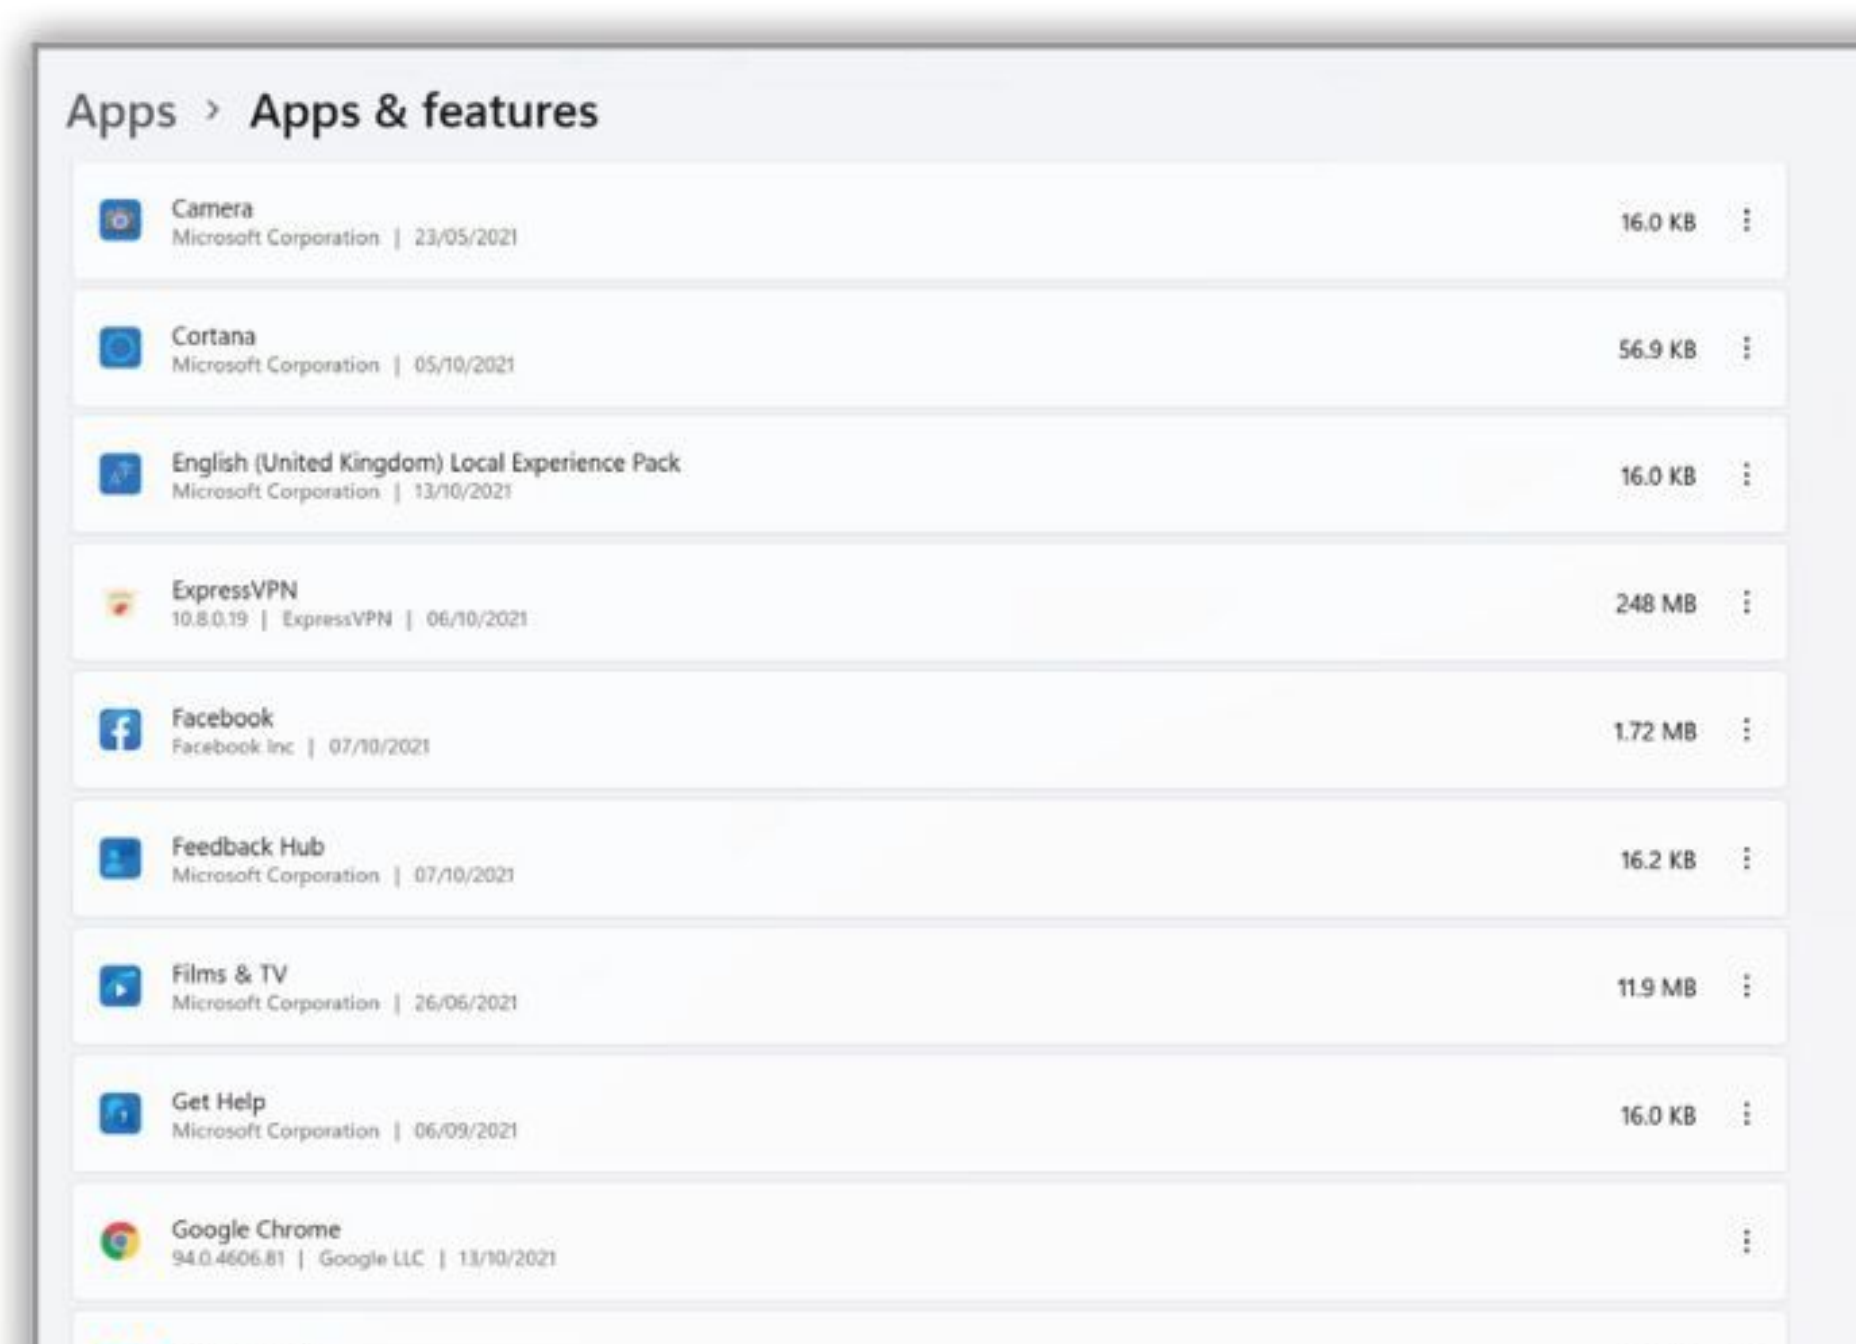 Apps > Apps & features
Camera
Microsoft Corporation | 23/05/2021
16.0 KB
Cortana
Microsoft Corporation | 05/10/2021
56.9 KB
English (United Kingdom) Local Experience Pack
Microsoft Corporation | 13/10/2021
16.0 KB
ExpressVPN
10.8.0.19 | ExpressVPN | 06/10/2021
248 MB
Facebook
Facebook Inc | 07/10/2021
1.72 MB
Feedback Hub
Microsoft Corporation | 07/10/2021
16.2 KB
Films & TV
Microsoft Corporation | 26/06/2021
11.9 MB
Get Help
Microsoft Corporation | 06/09/2021
16.0 KB
Google Chrome
94.0.4606.81 | Google LLC | 13/10/2021